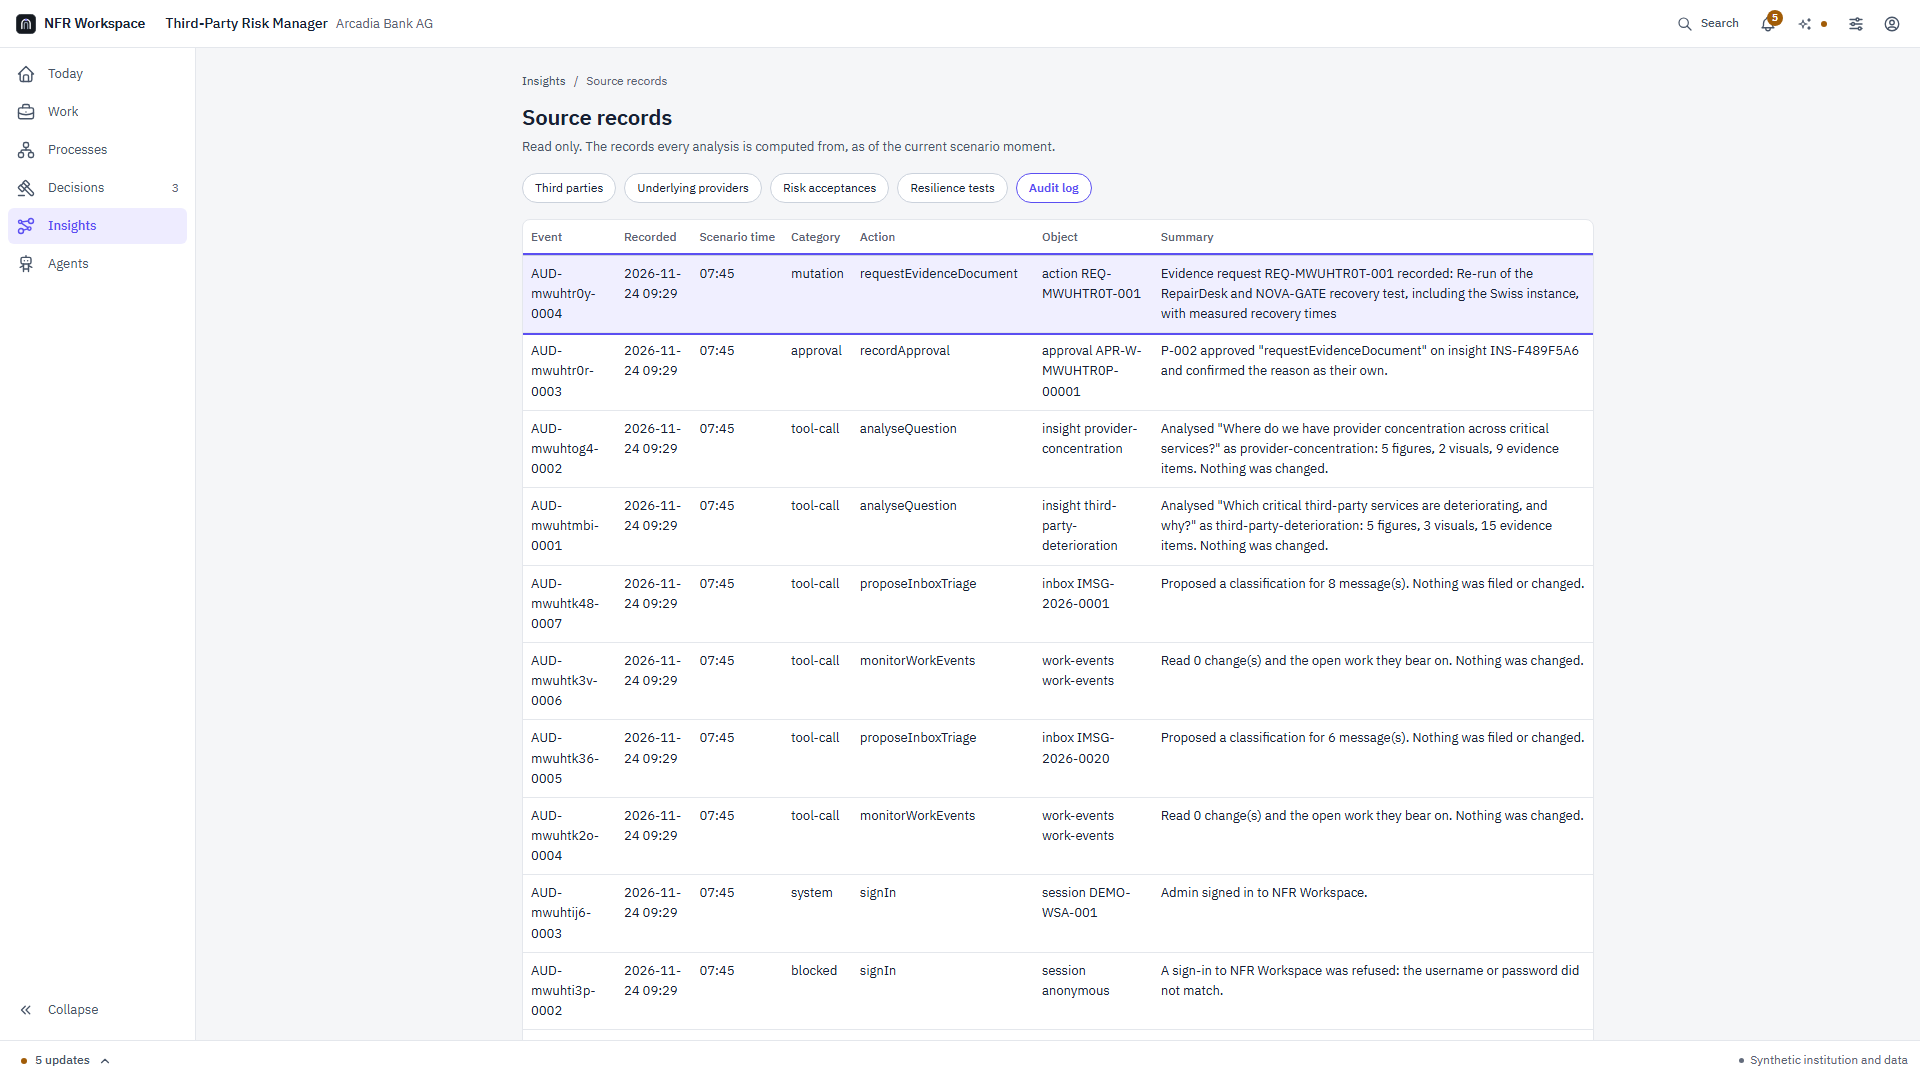 NFR Workspace Third-Party Risk Manager Arcadia Bank AG
Search
5
Today
Work
Processes
Decisions 3
Insights
Agents
Insights / Source records
Source records
Read only. The records every analysis is computed from, as of the current scenario moment.
Third parties Underlying providers Risk acceptances Resilience tests Audit log
Event Recorded Scenario time Category Action Object Summary
AUD- 2026-11- 07:45 mutation requestEvidenceDocument action REQ- Evidence request REQ-MWUHTR0T-001 recorded: Re-run of the
mwuhtr0y- 24 09:29 MWUHTR0T-001 RepairDesk and NOVA-GATE recovery test, including the Swiss instance,
0004 with measured recovery times
AUD- 2026-11- 07:45 approval recordApproval approval APR-W- P-002 approved "requestEvidenceDocument" on insight INS-F489F5A6
mwuhtr0r- 24 09:29 MWUHTR0P- and confirmed the reason as their own.
0003 00001
AUD- 2026-11- 07:45 tool-call analyseQuestion insight provider- Analysed "Where do we have provider concentration across critical
mwuhtog4- 24 09:29 concentration services?" as provider-concentration: 5 figures, 2 visuals, 9 evidence
0002 items. Nothing was changed.
AUD- 2026-11- 07:45 tool-call analyseQuestion insight third- Analysed "Which critical third-party services are deteriorating, and
mwuhtmbi- 24 09:29 party- why?" as third-party-deterioration: 5 figures, 3 visuals, 15 evidence
0001 deterioration items. Nothing was changed.
AUD- 2026-11- 07:45 tool-call proposeInboxTriage inbox IMSG- Proposed a classification for 8 message(s). Nothing was filed or changed.
mwuhtk48- 24 09:29 2026-0001
0007
AUD- 2026-11- 07:45 tool-call monitorWorkEvents work-events Read 0 change(s) and the open work they bear on. Nothing was changed.
mwuhtk3v- 24 09:29 work-events
0006
AUD- 2026-11- 07:45 tool-call proposeInboxTriage inbox IMSG- Proposed a classification for 6 message(s). Nothing was filed or changed.
mwuhtk36- 24 09:29 2026-0020
0005
AUD- 2026-11- 07:45 tool-call monitorWorkEvents work-events Read 0 change(s) and the open work they bear on. Nothing was changed.
mwuhtk2o- 24 09:29 work-events
0004
AUD- 2026-11- 07:45 system signIn session DEMO- Admin signed in to NFR Workspace.
mwuhtij6- 24 09:29 WSA-001
0003
AUD- 2026-11- 07:45 blocked signIn session A sign-in to NFR Workspace was refused: the username or password did
mwuhti3p- 24 09:29 anonymous not match.
0002
Collapse
5 updates
Synthetic institution and data